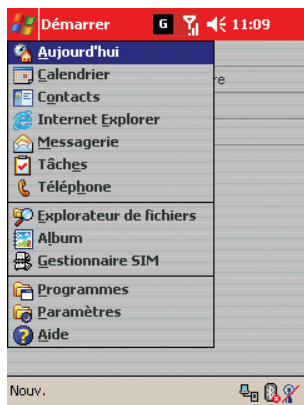 Démarrer G 11:09
Aujourd'hui
Calendrier
re
Contacts
Internet Explorer
Messagerie
Tâches
Téléphone
Explorateur de fichiers
Album
Gestionnaire SIM
Programmes
Paramètres
Aide
Nouv.